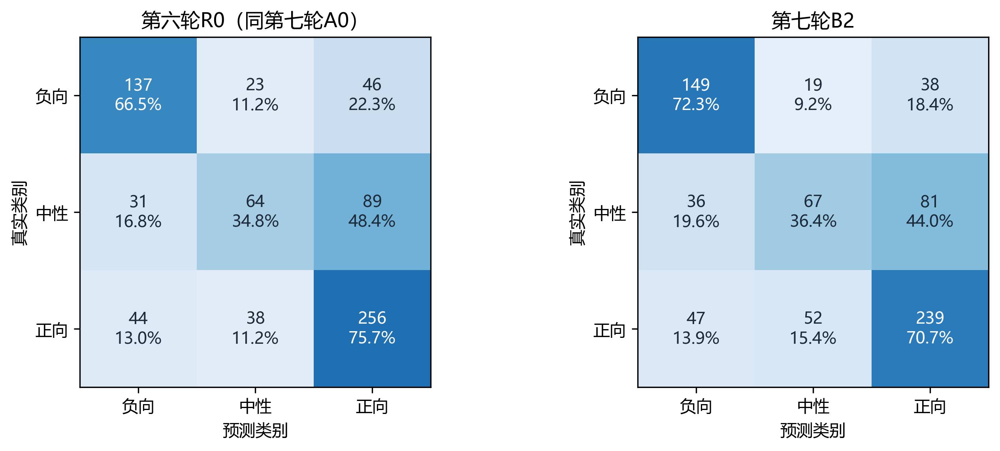 第六轮R0（同第七轮A0）
真实类别
负向
137
66.5%
23
11.2%
46
22.3%
中性
31
16.8%
64
34.8%
89
48.4%
正向
44
13.0%
38
11.2%
256
75.7%
负向
中性
正向
预测类别
第七轮B2
真实类别
负向
149
72.3%
19
9.2%
38
18.4%
中性
36
19.6%
67
36.4%
81
44.0%
正向
47
13.9%
52
15.4%
239
70.7%
负向
中性
正向
预测类别